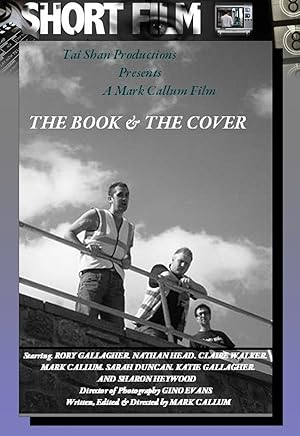 SHORT FILM
Tai Shan Productions
Presents
A Mark Callum Film
THE BOOK & THE COVER
Starring, RORY GALLAGHER, NATHAN HEAD, CLAIRE WALKER,
MARK CALLUM, SARAH DUNCAN, KATIE GALLAGHER,
AND SHARON HEYWOOD
Director of Photography GINO EVANS
Written, Edited & Directed by MARK CALLUM